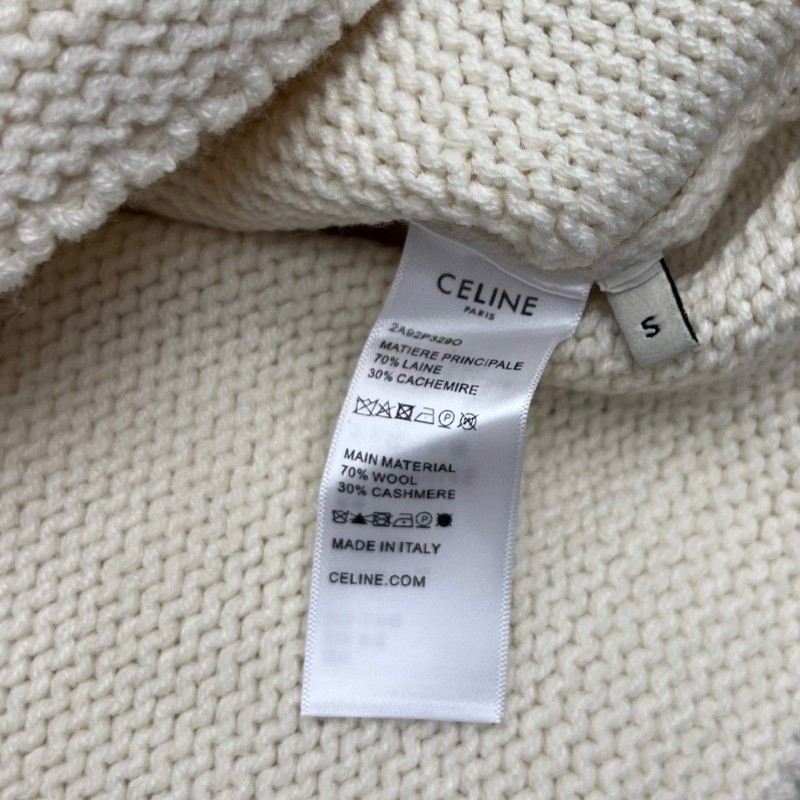 CELINE
PARIS
2A92P329O
MATIERE PRINCIPALE
70% LAINE
30% CACHEMIRE
P
MAIN MATERIAL
70% WOOL
30% CASHMERE
P
MADE IN ITALY
CELINE.COM
S